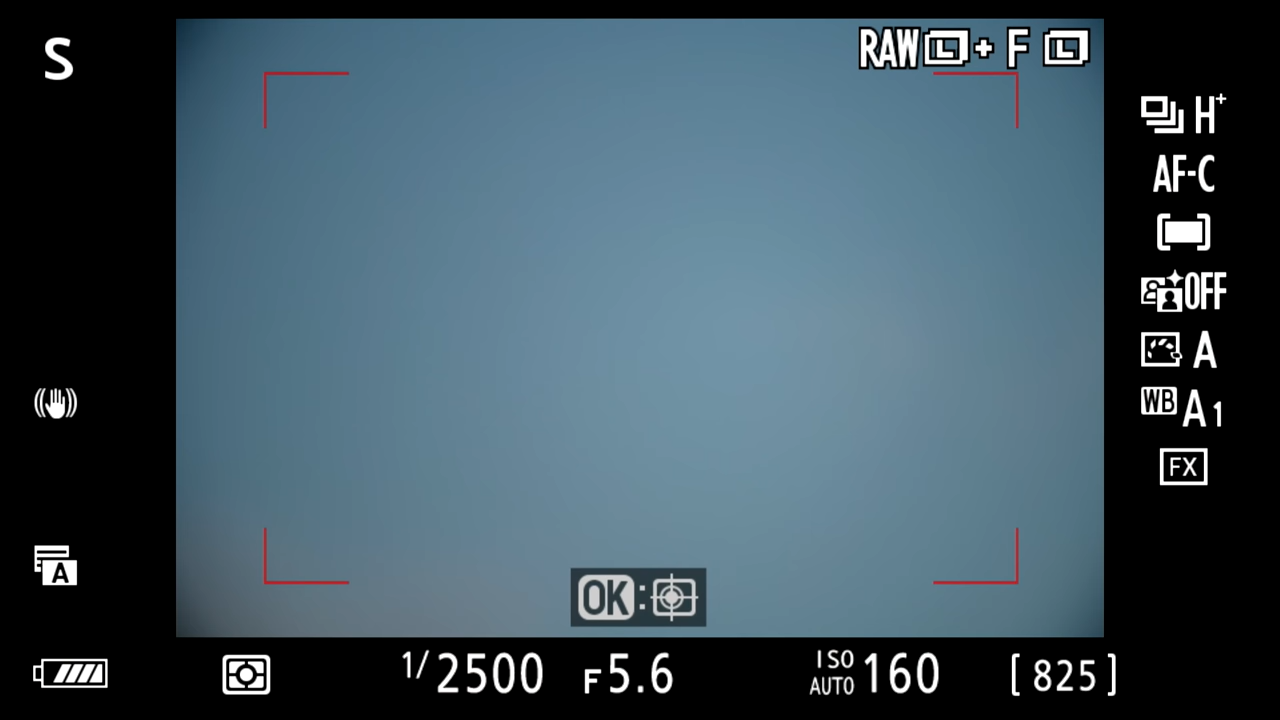 S
RAW L + F L
H+
AF-C
OFF
A
WB A1
FX
A
OK:
1/2500 F5.6 ISO AUTO 160 [825]